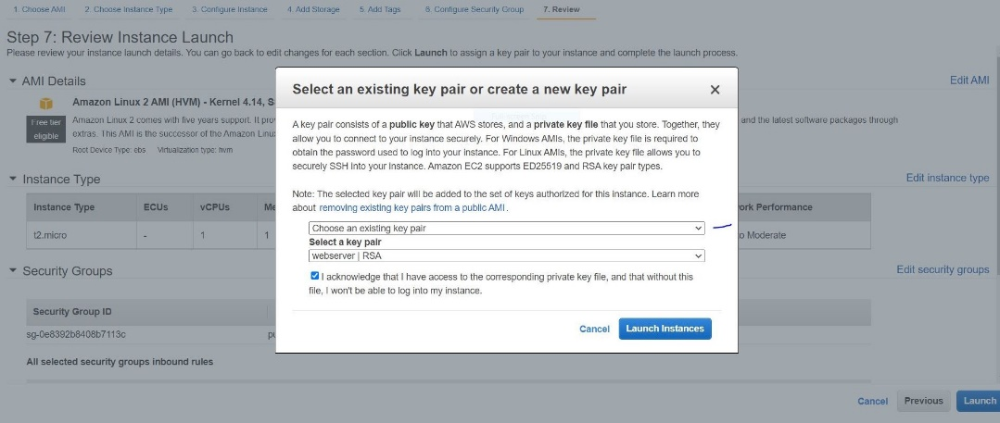 1. Choose AMI 2. Choose Instance Type 3. Configure Instance 4. Add Storage 5. Add Tags 6. Configure Security Group 7. Review
Step 7: Review Instance Launch
Please review your instance launch details. You can go back to edit changes for each section. Click Launch to assign a key pair to your instance and complete the launch process.
AMI Details
Edit AMI
Amazon Linux 2 AMI (HVM) - Kernel 4.14, S
Free tier
eligible
Amazon Linux 2 comes with five years support. It pro
and the latest software packages through
extras. This AMI is the successor of the Amazon Linu
Root Device Type: ebs Virtualization type: hvm
Instance Type
Edit instance type
Instance Type ECUs vCPUs Me ork Performance
t2.micro - 1 1 o Moderate
Security Groups
Edit security groups
Security Group ID
sg-0e8392b8408b7113c pu
All selected security groups inbound rules
Cancel Previous Launch
Select an existing key pair or create a new key pair
A key pair consists of a public key that AWS stores, and a private key file that you store. Together, they
allow you to connect to your instance securely. For Windows AMIs, the private key file is required to
obtain the password used to log into your instance. For Linux AMIs, the private key file allows you to
securely SSH into your instance. Amazon EC2 supports ED25519 and RSA key pair types.
Note: The selected key pair will be added to the set of keys authorized for this instance. Learn more
about removing existing key pairs from a public AMI.
Choose an existing key pair
Select a key pair
webserver | RSA
I acknowledge that I have access to the corresponding private key file, and that without this
file, I won't be able to log into my instance.
Cancel Launch Instances